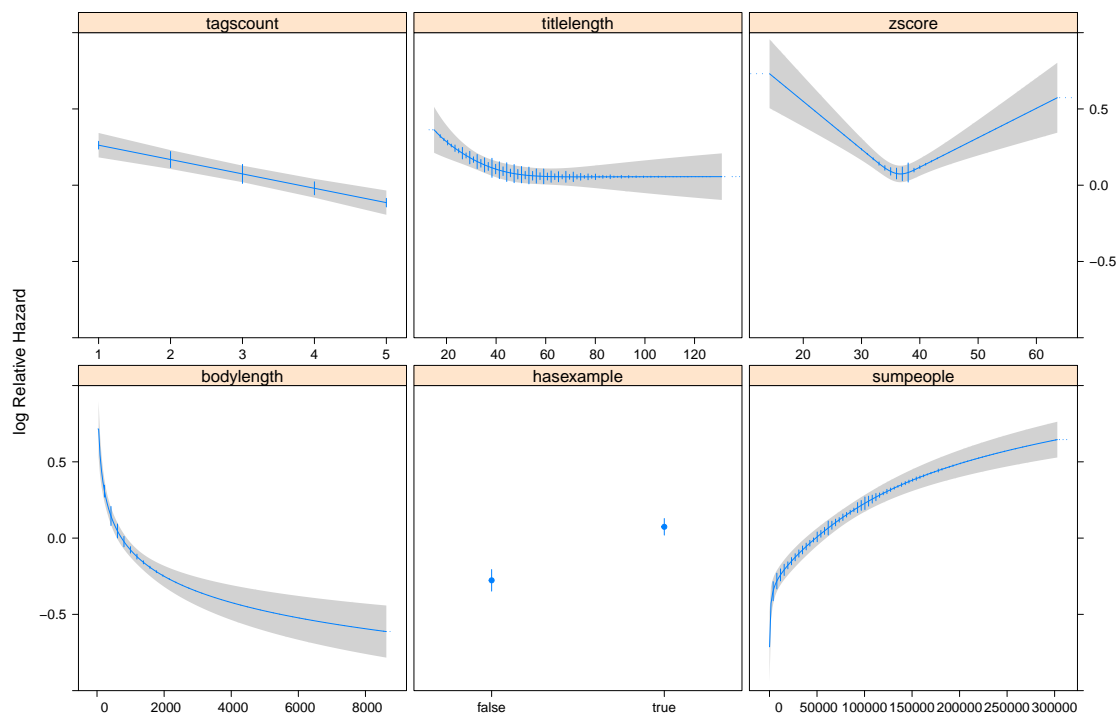 tagscount titlelength zscore
0.5
0.0
−0.5
1 2 3 4 5 20 40 60 80 100 120 20 30 40 50 60
log Relative Hazard
bodylength hasexample sumpeople
0.5
0.0
−0.5
0 2000 4000 6000 8000 false true 0 50000 100000 150000 200000 250000 300000